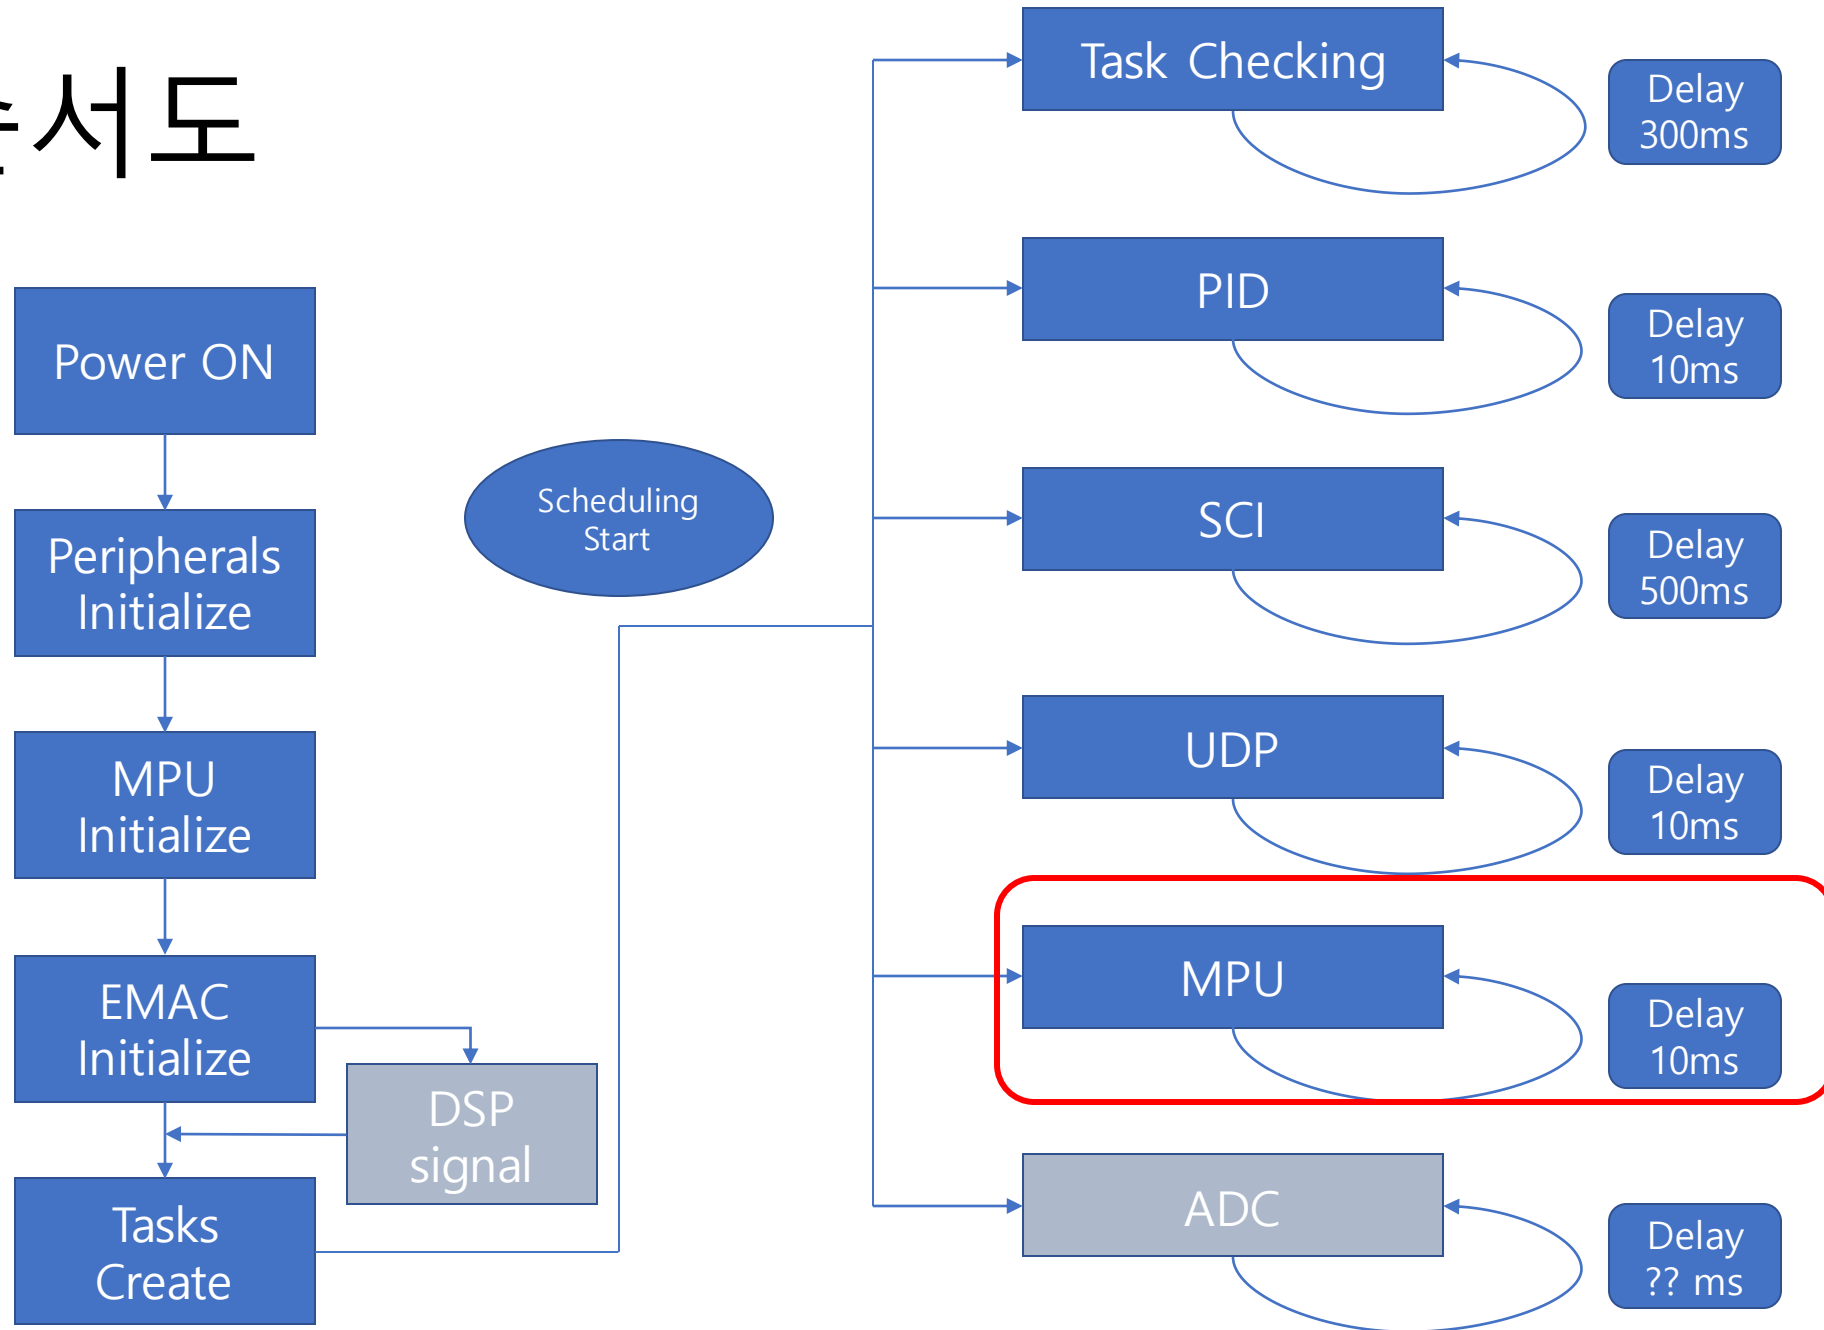 서도
Power ON
Peripherals
Initialize
MPU
Initialize
EMAC
Initialize
DSP
signal
Tasks
Create
Scheduling
Start
Task Checking
Delay
300ms
PID
Delay
10ms
SCI
Delay
500ms
UDP
Delay
10ms
MPU
Delay
10ms
ADC
Delay
?? ms